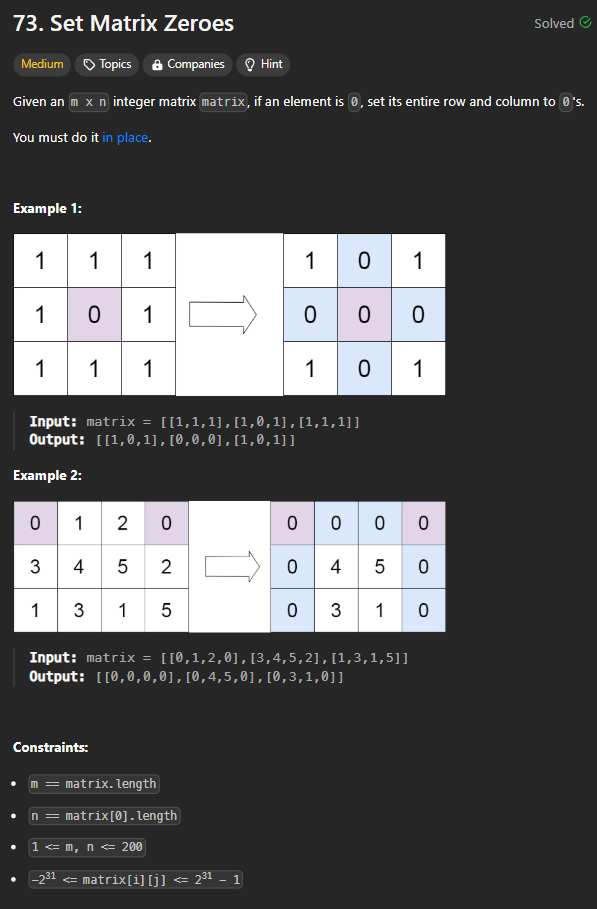 73. Set Matrix Zeroes
Solved
Medium Topics Companies Hint
Given an m x n integer matrix matrix, if an element is 0, set its entire row and column to 0's.
You must do it in place.
Example 1:
1 1 1 1 0 1
1 0 1 0 0 0
1 1 1 1 0 1
Input: matrix = [[1,1,1],[1,0,1],[1,1,1]]
Output: [[1,0,1],[0,0,0],[1,0,1]]
Example 2:
0 1 2 0 0 0 0 0
3 4 5 2 0 4 5 0
1 3 1 5 0 3 1 0
Input: matrix = [[0,1,2,0],[3,4,5,2],[1,3,1,5]]
Output: [[0,0,0,0],[0,4,5,0],[0,3,1,0]]
Constraints:
• m == matrix.length
• n == matrix[0].length
• 1 <= m, n <= 200
• -2³¹ <= matrix[i][j] <= 2³¹ - 1